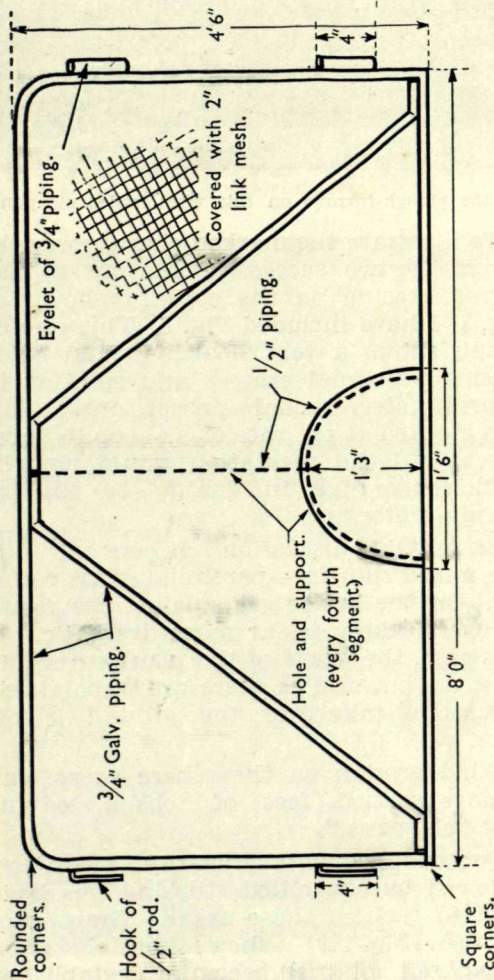 Rounded
corners.
Eyelet of 3/4" piping.
4'6"
4"
Hook of
1/2" rod
3/4" Galv. piping.
Covered with 2"
link mesh.
1/2" piping.
Hole and support.
(every fourth
segment).
1'3"
4"
1'6"
8'0"
Square
corners.